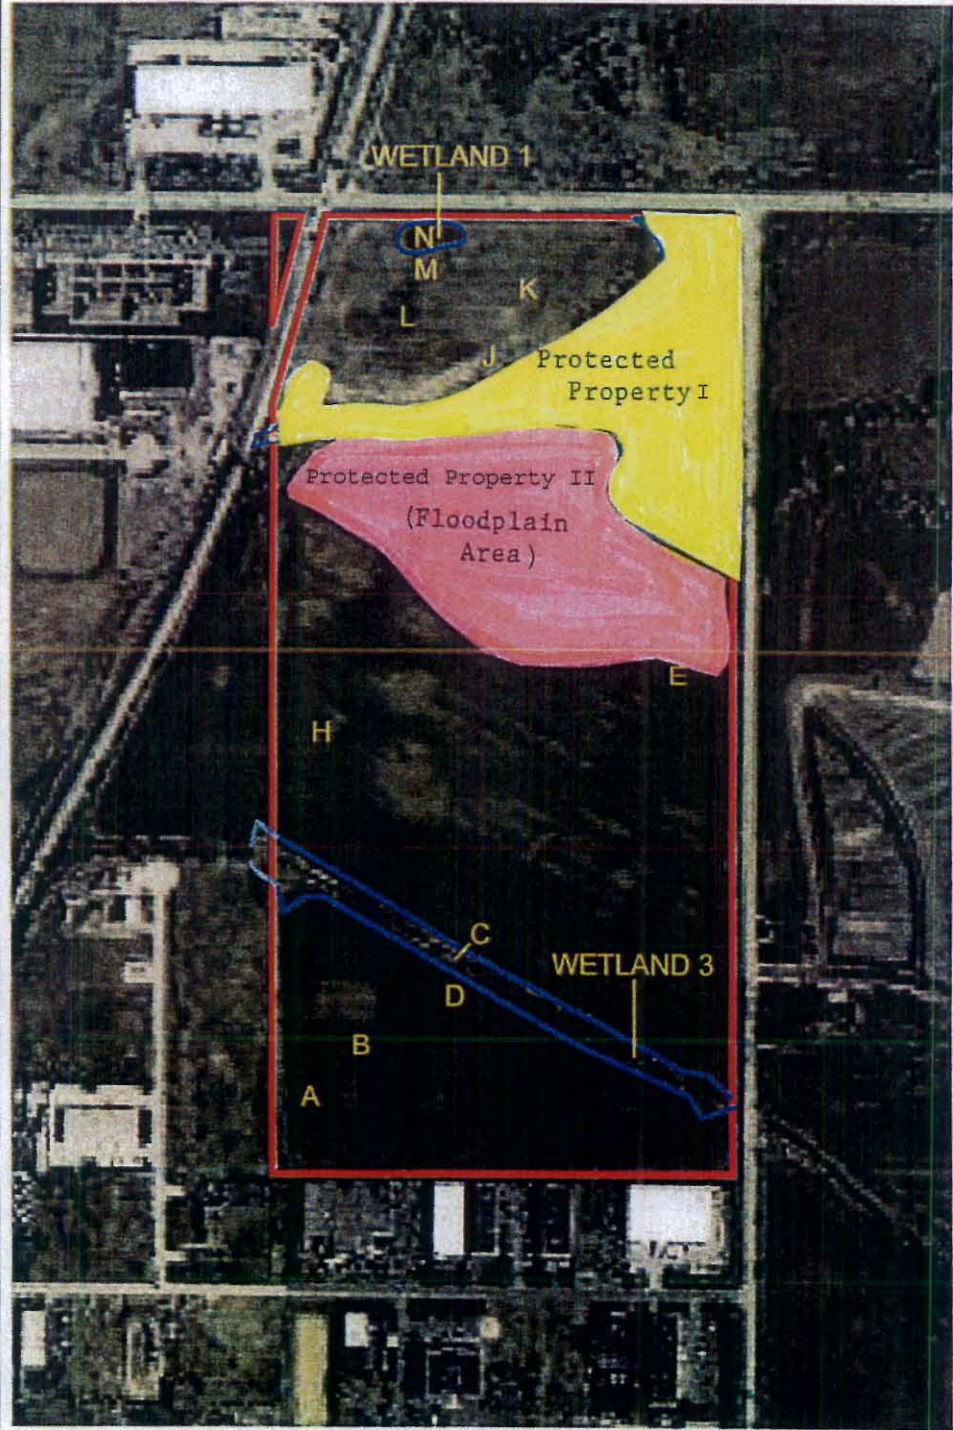 WETLAND 1
N
M
K
L
J
Protected
Property I
Protected Property II
(Floodplain
Area)
E
H
C
WETLAND 3
D
B
A